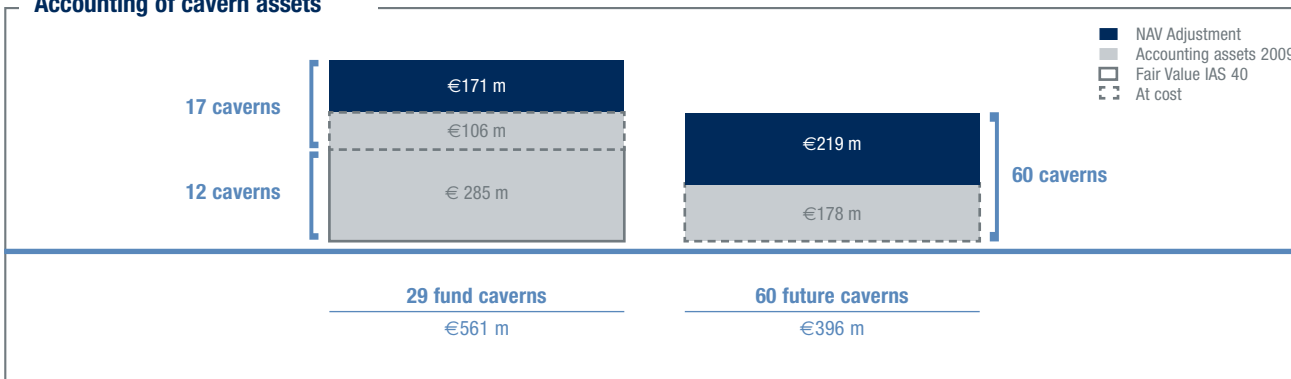 Accounting of cavern assets
NAV Adjustment
Accounting assets 2009
Fair Value IAS 40
At cost
€171 m
17 caverns
€106 m
€219 m
60 caverns
12 caverns
€ 285 m
€178 m
29 fund caverns
60 future caverns
€561 m
€396 m